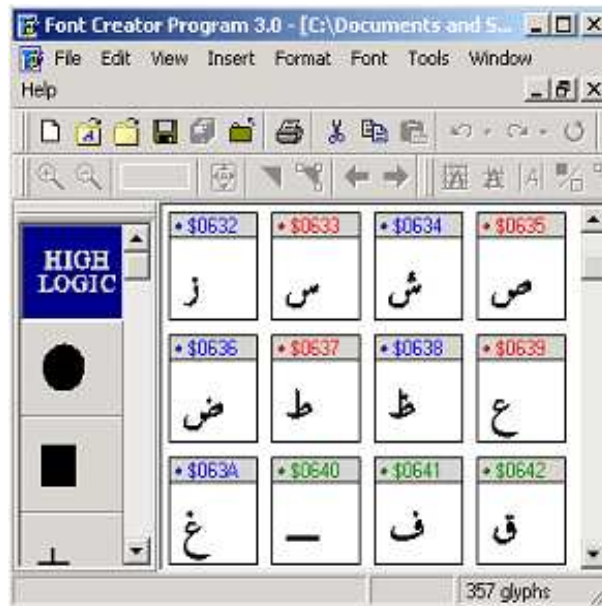 Font Creator Program 3.0 - [C:\Documents and S...
File Edit View Insert Format Font Tools Window
Help
HIGH
LOGIC
$0632 $0633 $0634 $0635
ز س ش ص
$0636 $0637 $0638 $0639
ض ط ظ ع
$063A $0640 $0641 $0642
غ ـ ف ق
357 glyphs